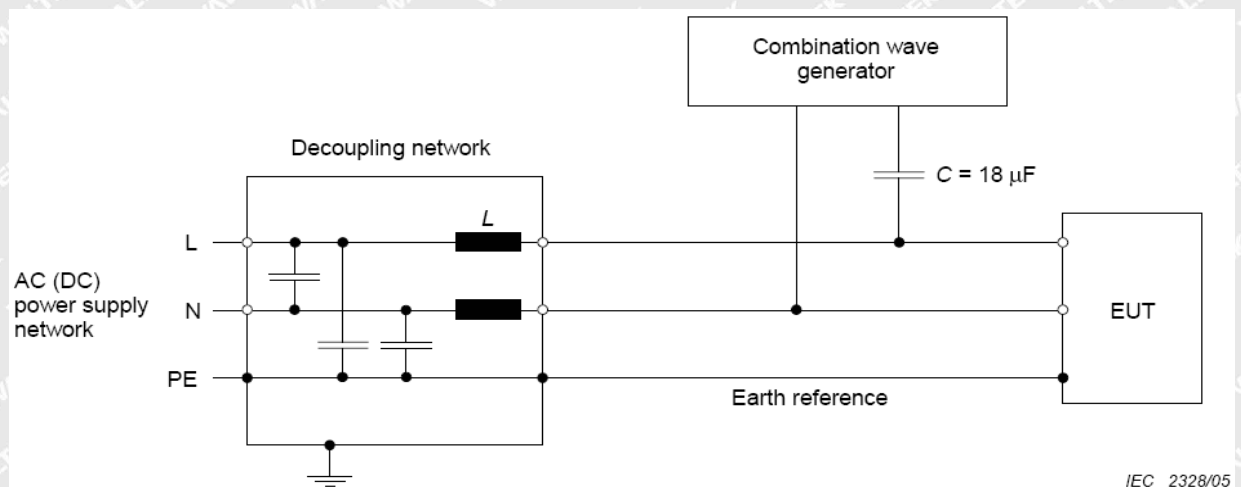 Combination wave
generator
Decoupling network
C = 18 μF
L
L
AC (DC)
power supply
network
N
EUT
PE
Earth reference
IEC 2328/05